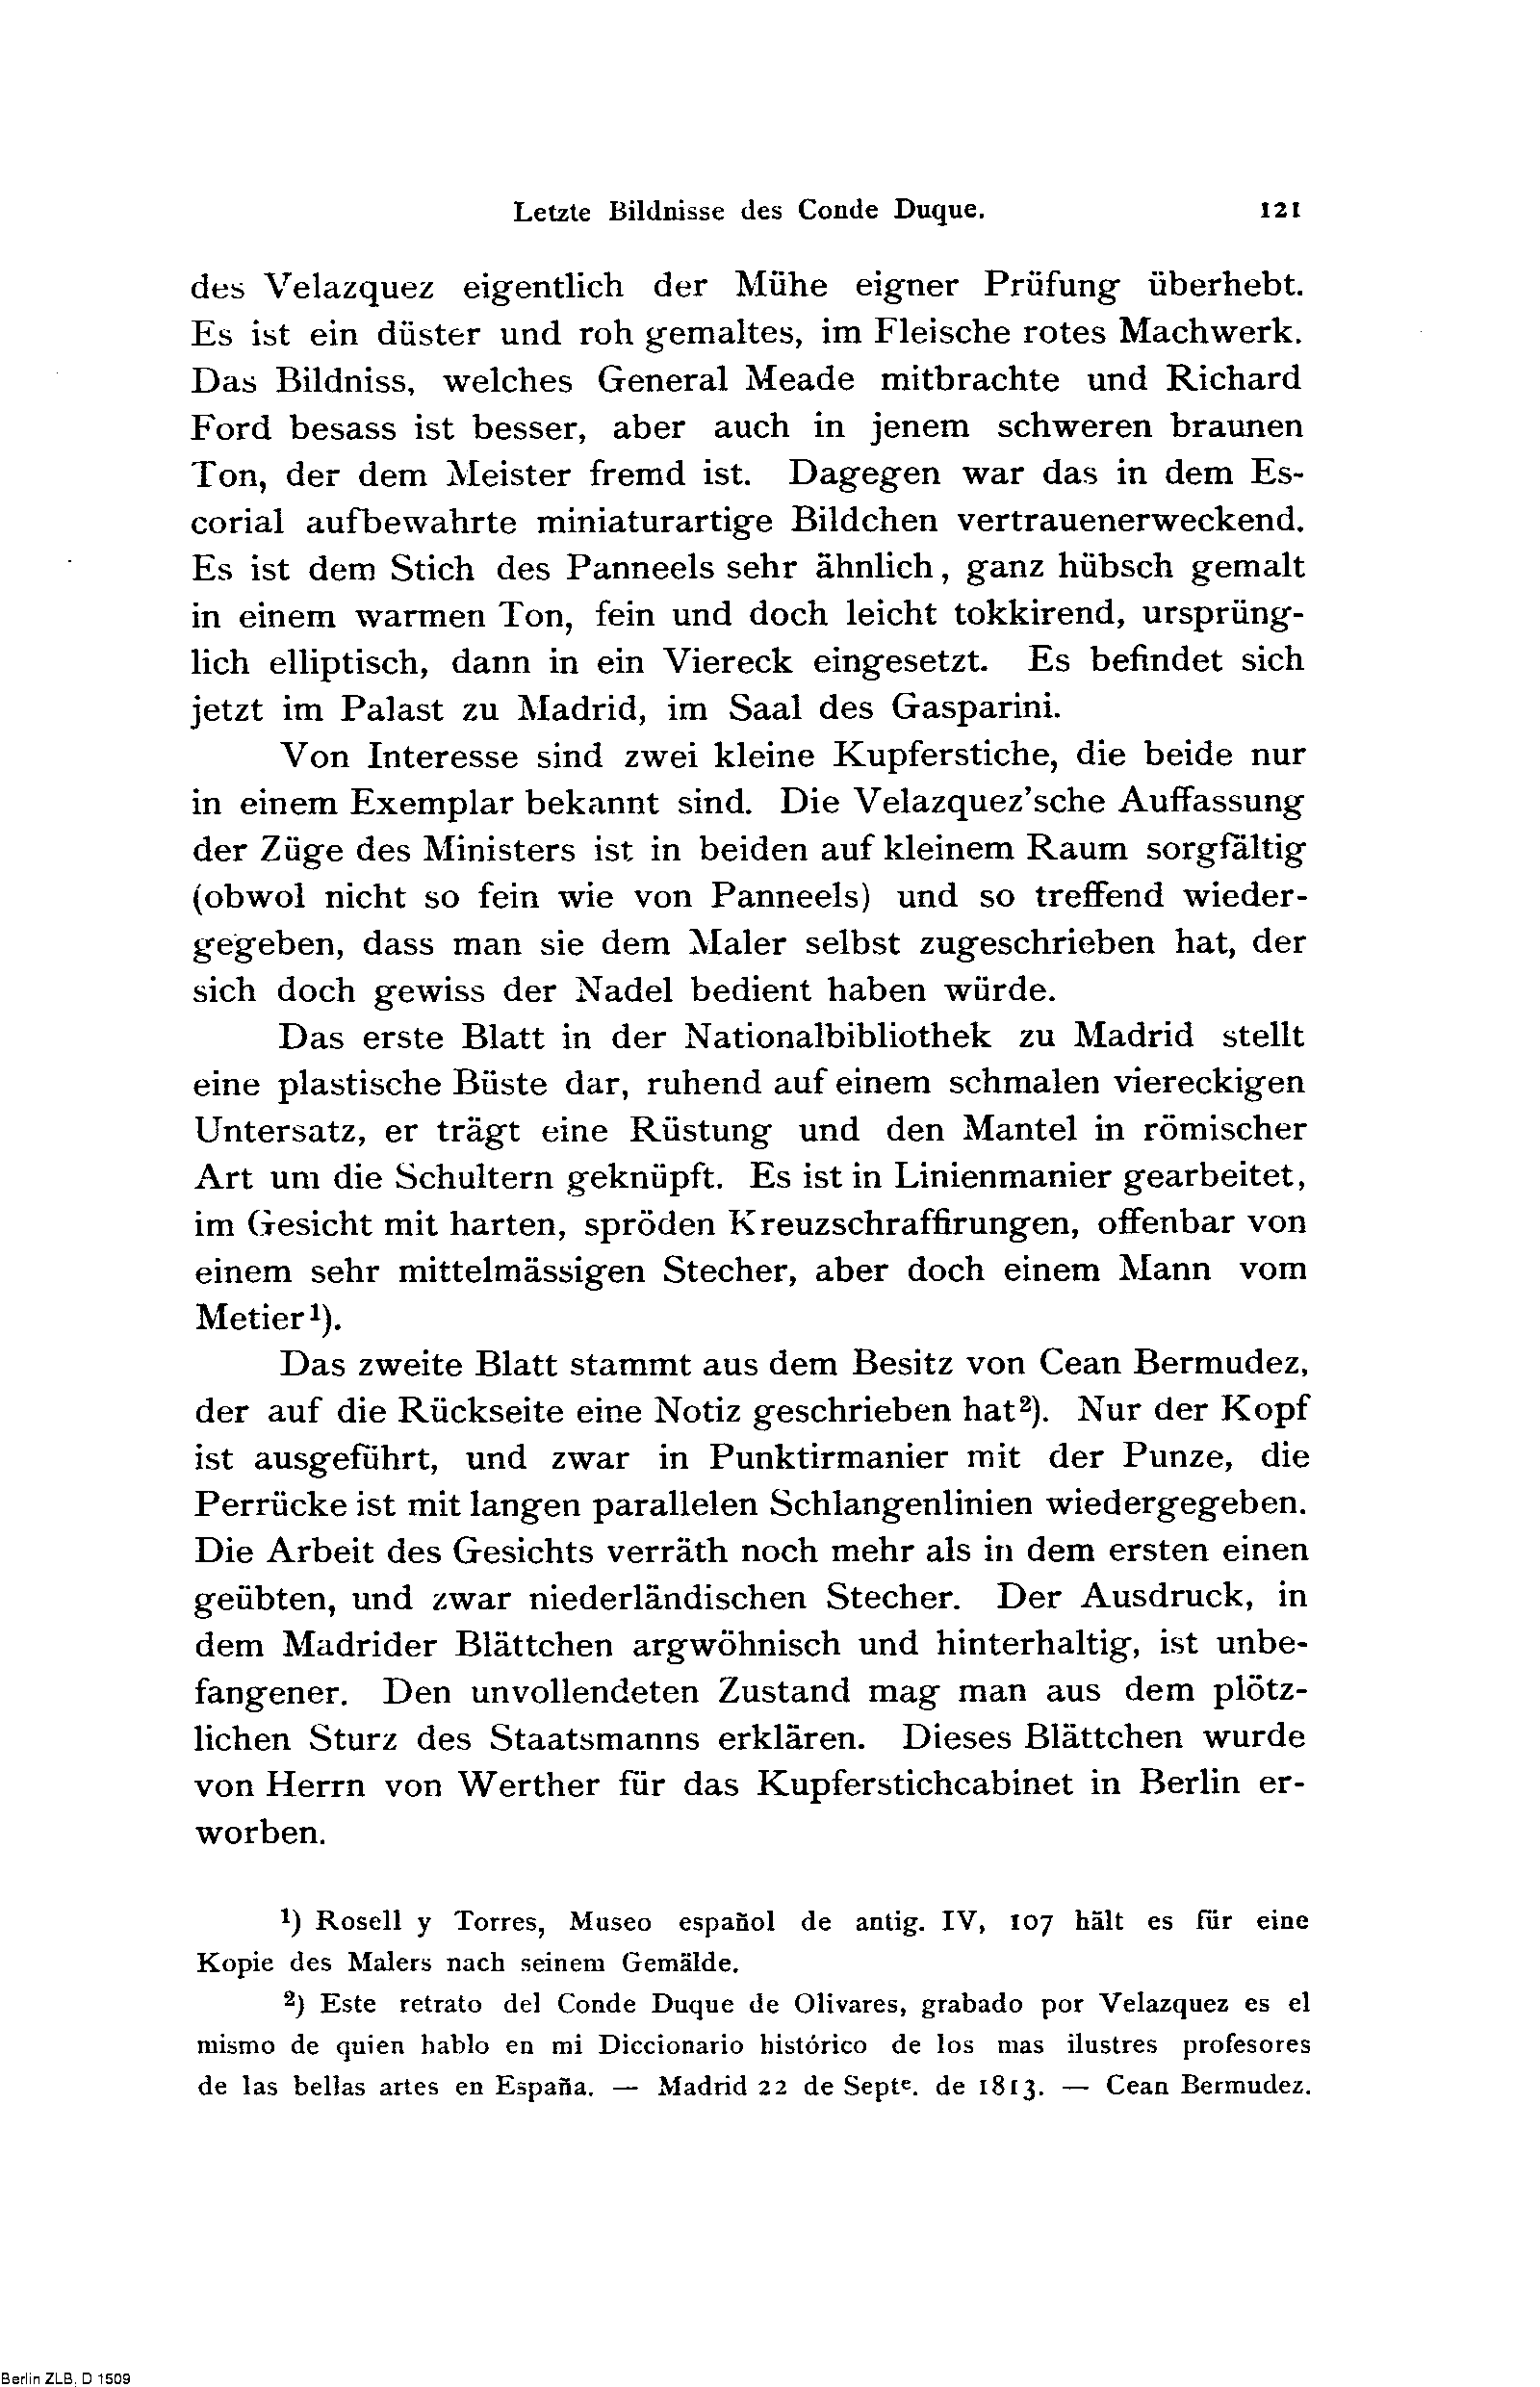 Letzte Bildnisse des Conde Duque. 121
des Velazquez eigentlich der Mühe eigner Prüfung überhebt.
Es ist ein düster und roh gemaltes, im Fleische rotes Machwerk.
Das Bildniss, welches General Meade mitbrachte und Richard
Ford besass ist besser, aber auch in jenem schweren braunen
Ton, der dem Meister fremd ist. Dagegen war das in dem Es-
corial aufbewahrte miniaturartige Bildchen vertrauenerweckend.
Es ist dem Stich des Panneels sehr ähnlich, ganz hübsch gemalt
in einem warmen Ton, fein und doch leicht tokkirend, ursprüng-
lich elliptisch, dann in ein Viereck eingesetzt. Es befindet sich
jetzt im Palast zu Madrid, im Saal des Gasparini.
Von Interesse sind zwei kleine Kupferstiche, die beide nur
in einem Exemplar bekannt sind. Die Velazquez'sche Auffassung
der Züge des Ministers ist in beiden auf kleinem Raum sorgfältig
(obwol nicht so fein wie von Panneels) und so treffend wieder-
gegeben, dass man sie dem Maler selbst zugeschrieben hat, der
sich doch gewiss der Nadel bedient haben würde.
Das erste Blatt in der Nationalbibliothek zu Madrid stellt
eine plastische Büste dar, ruhend auf einem schmalen viereckigen
Untersatz, er trägt eine Rüstung und den Mantel in römischer
Art um die Schultern geknüpft. Es ist in Linienmanier gearbeitet,
im Gesicht mit harten, spröden Kreuzschraffirungen, offenbar von
einem sehr mittelmässigen Stecher, aber doch einem Mann vom
Metier¹).
Das zweite Blatt stammt aus dem Besitz von Cean Bermudez,
der auf die Rückseite eine Notiz geschrieben hat²). Nur der Kopf
ist ausgeführt, und zwar in Punktirmanier mit der Punze, die
Perrücke ist mit langen parallelen Schlangenlinien wiedergegeben.
Die Arbeit des Gesichts verräth noch mehr als in dem ersten einen
geübten, und zwar niederländischen Stecher. Der Ausdruck, in
dem Madrider Blättchen argwöhnisch und hinterhaltig, ist unbe-
fangener. Den unvollendeten Zustand mag man aus dem plötz-
lichen Sturz des Staatsmanns erklären. Dieses Blättchen wurde
von Herrn von Werther für das Kupferstichcabinet in Berlin er-
worben.
¹) Rosell y Torres, Museo español de antig. IV, 107 hält es für eine
Kopie des Malers nach seinem Gemälde.
²) Este retrato del Conde Duque de Olivares, grabado por Velazquez es el
mismo de quien hablo en mi Diccionario histórico de los mas ilustres profesores
de las bellas artes en España. — Madrid 22 de Septᵉ. de 1813. — Cean Bermudez.
Berlin ZLB, D 1509